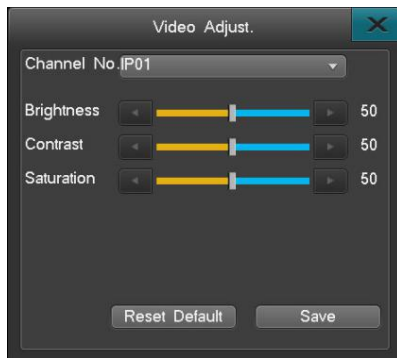 Video Adjust.
Channel No. IP01
Brightness 50
Contrast 50
Saturation 50
Reset Default Save